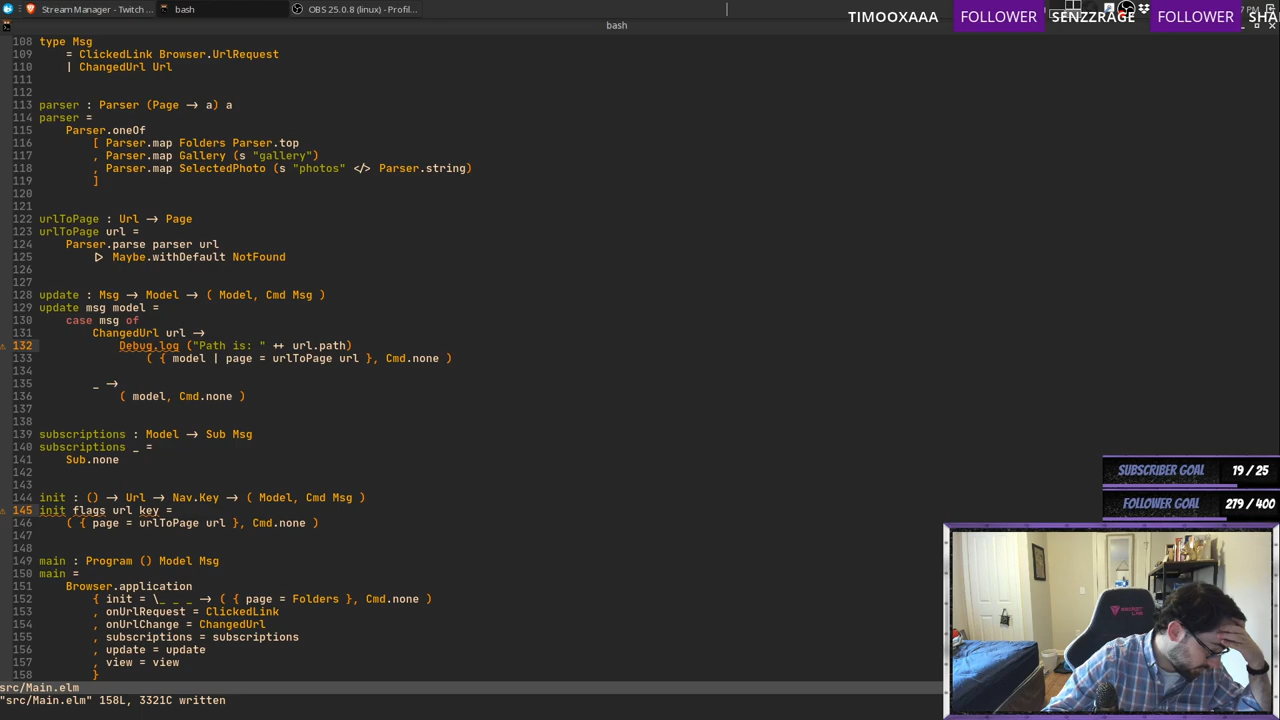 Stream Manager - Twitch ...
bash
OBS 25.0.8 (linux) - Profil...
bash
TIMOOXAAA FOLLOWER SENZZRAGE FOLLOWER SHA
108 type Msg
109 = ClickedLink Browser.UrlRequest
110 | ChangedUrl Url
111
112
113 parser : Parser (Page -> a) a
114 parser =
115 Parser.oneOf
116 [ Parser.map Folders Parser.top
117 , Parser.map Gallery (s "gallery")
118 , Parser.map SelectedPhoto (s "photos" </> Parser.string)
119 ]
120
121
122 urlToPage : Url -> Page
123 urlToPage url =
124 Parser.parse parser url
125 |> Maybe.withDefault NotFound
126
127
128 update : Msg -> Model -> ( Model, Cmd Msg )
129 update msg model =
130 case msg of
131 ChangedUrl url ->
132 Debug.log ("Path is: " ++ url.path)
133 ( { model | page = urlToPage url }, Cmd.none )
134
135 _ ->
136 ( model, Cmd.none )
137
138
139 subscriptions : Model -> Sub Msg
140 subscriptions _ =
141 Sub.none
142
143
144 init : () -> Url -> Nav.Key -> ( Model, Cmd Msg )
145 init flags url key =
146 ( { page = urlToPage url }, Cmd.none )
147
148
149 main : Program () Model Msg
150 main =
151 Browser.application
152 { init = \_ _ _ -> ( { page = Folders }, Cmd.none )
153 , onUrlRequest = ClickedLink
154 , onUrlChange = ChangedUrl
155 , subscriptions = subscriptions
156 , update = update
157 , view = view
158 }
src/Main.elm
"src/Main.elm" 158L, 3321C written
SUBSCRIBER GOAL 19 / 25
FOLLOWER GOAL 279 / 400